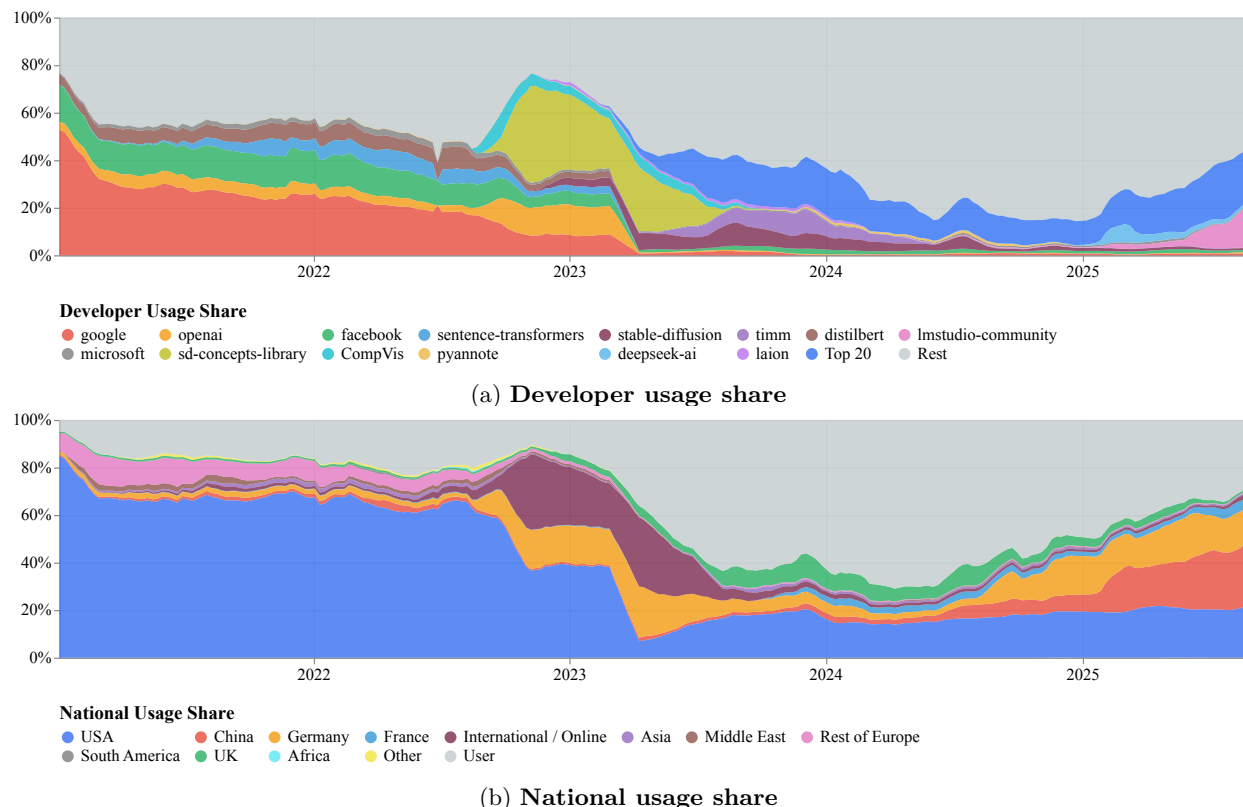 100%
80%
60%
40%
20%
0%
2022 2023 2024 2025
Developer Usage Share
google openai facebook sentence-transformers stable-diffusion timm distilbert lmstudio-community
microsoft sd-concepts-library CompVis pyannote deepseek-ai laion Top 20 Rest
(a) Developer usage share
100%
80%
60%
40%
20%
0%
2022 2023 2024 2025
National Usage Share
USA China Germany France International / Online Asia Middle East Rest of Europe
South America UK Africa Other User
(b) National usage share